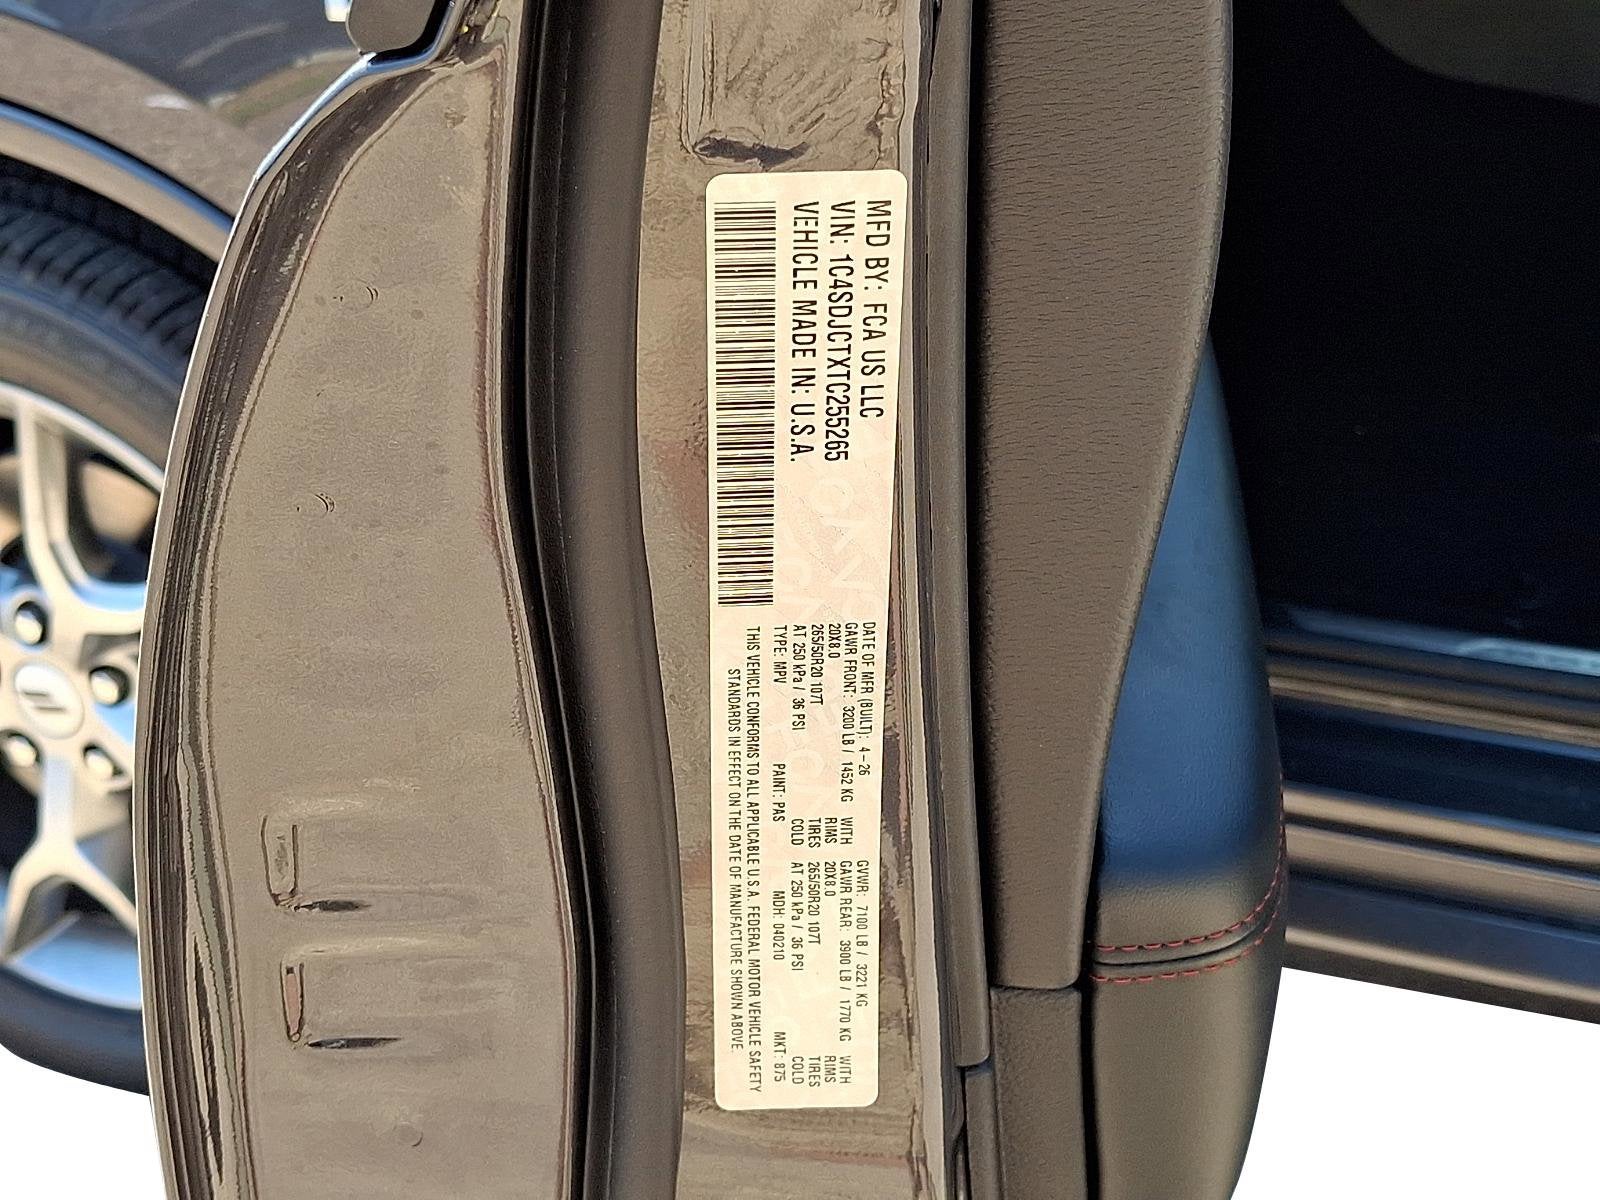 MFD BY: FCA US LLC
VIN: 1C4SDJCTXTC255265
VEHICLE MADE IN: U.S.A.
DATE OF MFR (BUILT): 4-26 GVWR: 7100 LB / 3221 KG
GAWR FRONT: 3200 LB / 1452 KG WITH GAWR REAR: 3900 LB / 1770 KG WITH
20X8.0 RIMS 20X8.0 RIMS
265/50R20 107T TIRES 265/50R20 107T TIRES
AT 250 kPa / 36 PSI COLD AT 250 kPa / 36 PSI COLD
TYPE: MPV PAINT: PAS MDH: 040210 MKT: 875
THIS VEHICLE CONFORMS TO ALL APPLICABLE U.S.A. FEDERAL MOTOR VEHICLE SAFETY
STANDARDS IN EFFECT ON THE DATE OF MANUFACTURE SHOWN ABOVE.